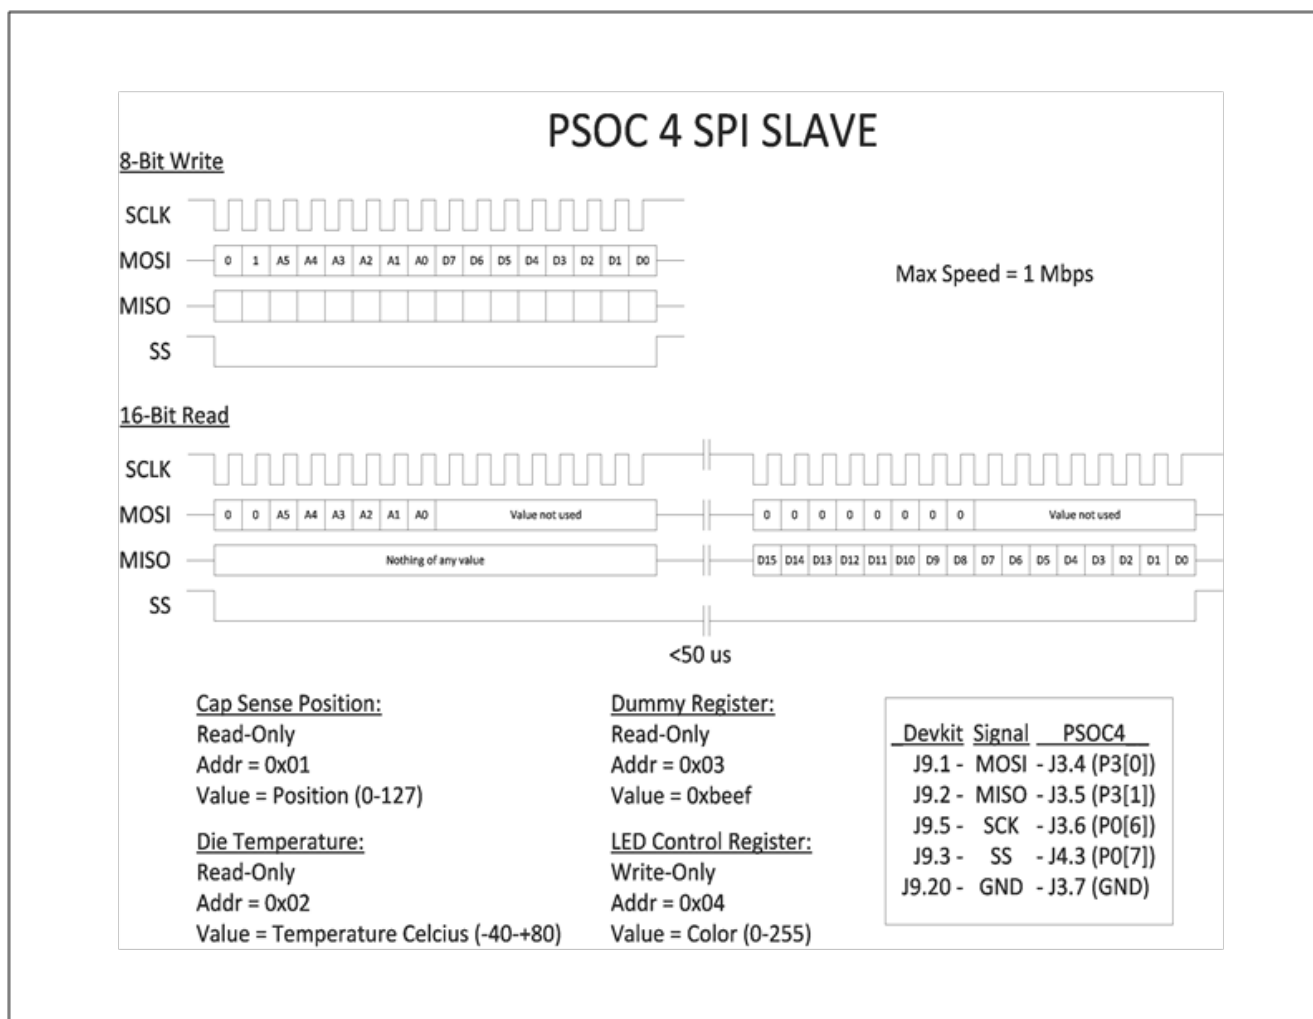 PSOC 4 SPI SLAVE
8-Bit Write
SCLK
MOSI 0 1 A5 A4 A3 A2 A1 A0 D7 D6 D5 D4 D3 D2 D1 D0
Max Speed = 1 Mbps
MISO
SS
16-Bit Read
SCLK
MOSI 0 0 A5 A4 A3 A2 A1 A0 Value not used 0 0 0 0 0 0 0 0 Value not used
MISO Nothing of any value D15 D14 D13 D12 D11 D10 D9 D8 D7 D6 D5 D4 D3 D2 D1 D0
SS
<50 us
Cap Sense Position:
Read-Only
Addr = 0x01
Value = Position (0-127)
Die Temperature:
Read-Only
Addr = 0x02
Value = Temperature Celcius (-40-+80)
Dummy Register:
Read-Only
Addr = 0x03
Value = 0xbeef
LED Control Register:
Write-Only
Addr = 0x04
Value = Color (0-255)
Devkit Signal PSOC4
J9.1 - MOSI - J3.4 (P3[0])
J9.2 - MISO - J3.5 (P3[1])
J9.5 - SCK - J3.6 (P0[6])
J9.3 - SS - J4.3 (P0[7])
J9.20 - GND - J3.7 (GND)